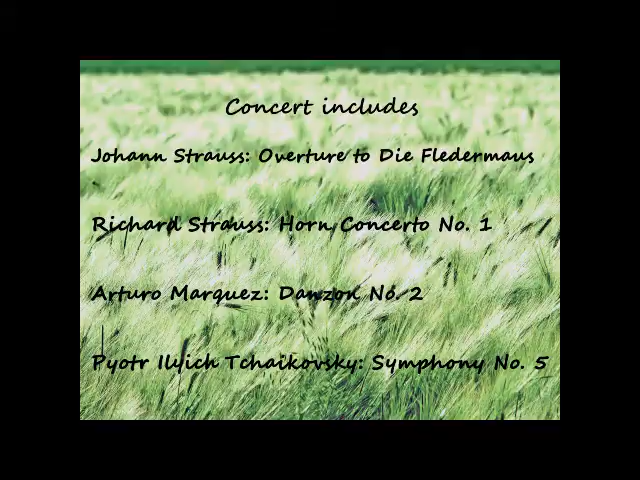 Concert includes
Johann Strauss: Overture to Die Fledermaus
Richard Strauss: Horn Concerto No. 1
Arturo Marquez: Danzon No. 2
Pyotr Ilyich Tchaikovsky: Symphony No. 5